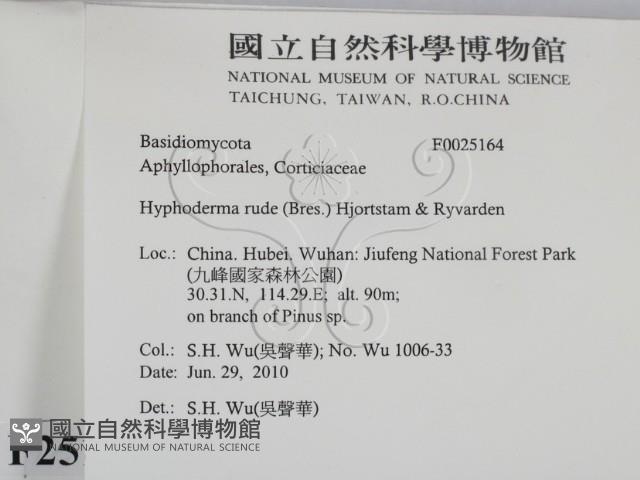 國立自然科學博物館
NATIONAL MUSEUM OF NATURAL SCIENCE
TAICHUNG, TAIWAN, R.O.CHINA
Basidiomycota F0025164
Aphyllophorales, Corticiaceae
Hyphoderma rude (Bres.) Hjortstam & Ryvarden
Loc.: China. Hubei. Wuhan: Jiufeng National Forest Park
(九峰國家森林公園)
30.31.N, 114.29.E; alt. 90m;
on branch of Pinus sp.
Col.: S.H. Wu(吳聲華); No. Wu 1006-33
Date: Jun. 29, 2010
Det.: S.H. Wu(吳聲華)
國立自然科學博物館
NATIONAL MUSEUM OF NATURAL SCIENCE
F25